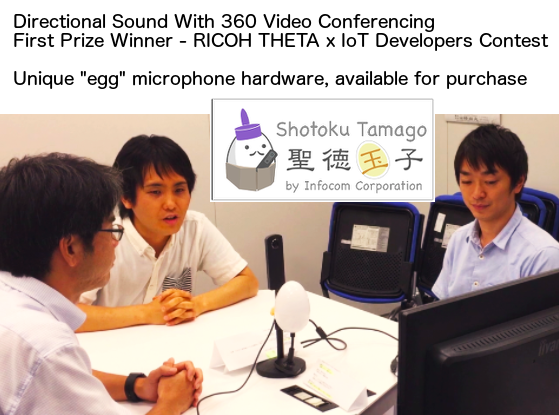 Directional Sound With 360 Video Conferencing
First Prize Winner - RICOH THETA x IoT Developers Contest
Unique "egg" microphone hardware, available for purchase
Shotoku Tamago
聖徳玉子
by Infocom Corporation